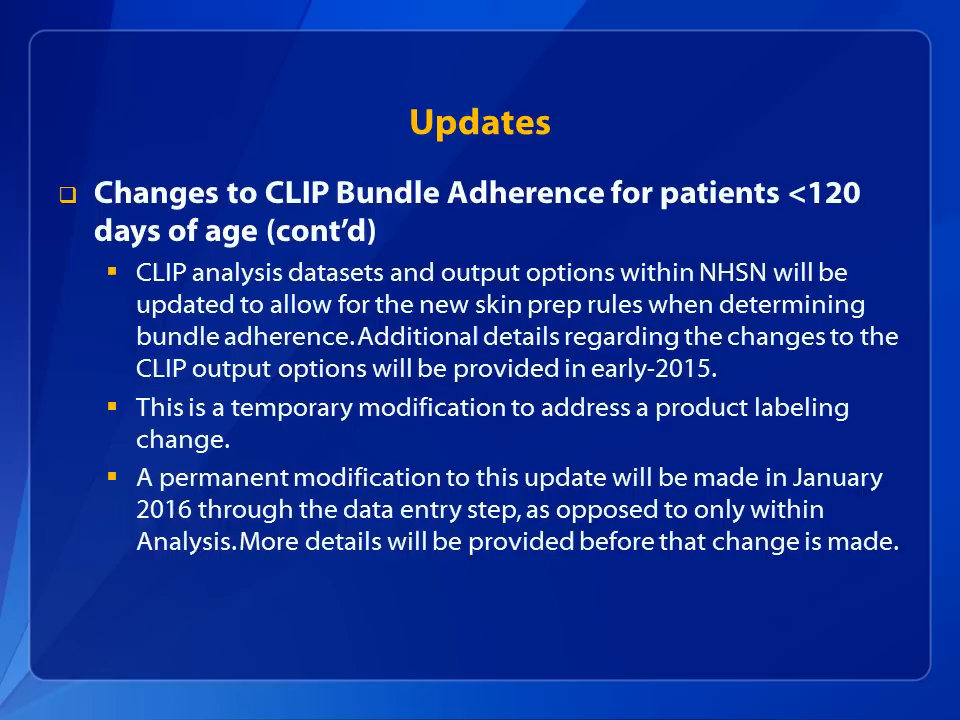 Updates
Changes to CLIP Bundle Adherence for patients <120
days of age (cont’d)
CLIP analysis datasets and output options within NHSN will be
updated to allow for the new skin prep rules when determining
bundle adherence. Additional details regarding the changes to the
CLIP output options will be provided in early-2015.
This is a temporary modification to address a product labeling
change.
A permanent modification to this update will be made in January
2016 through the data entry step, as opposed to only within
Analysis. More details will be provided before that change is made.